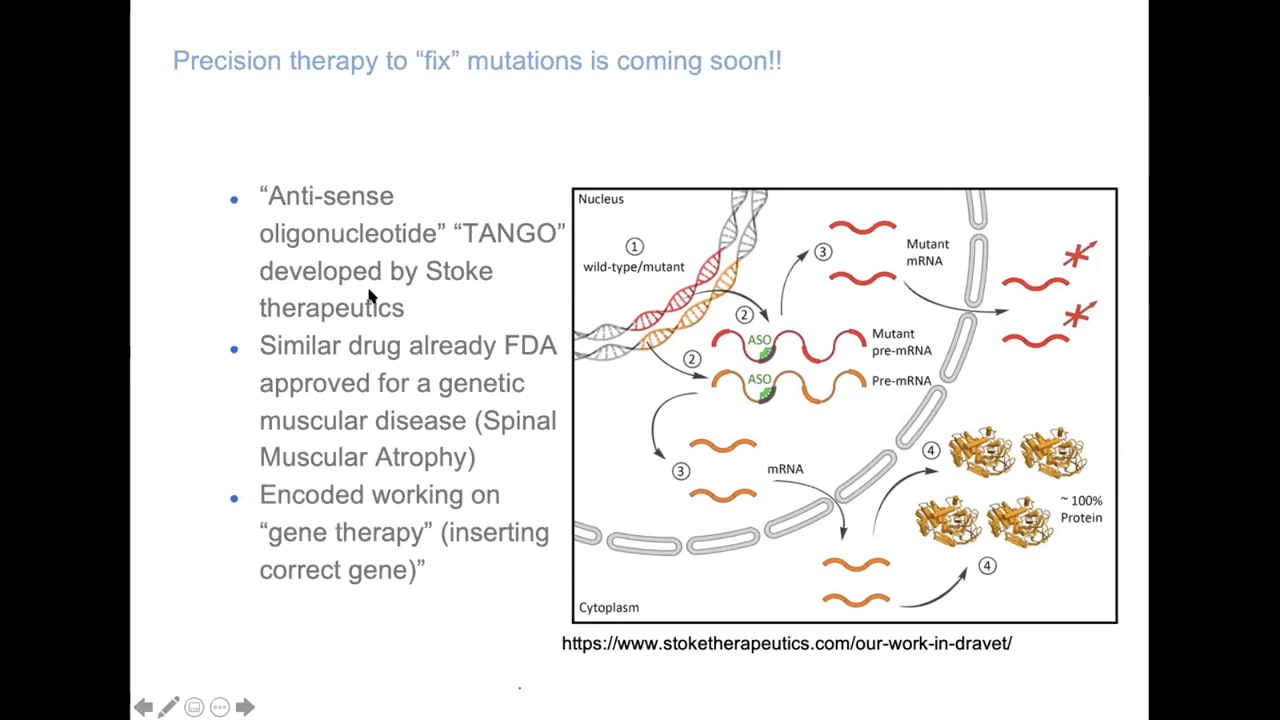 Precision therapy to “fix” mutations is coming soon!!
“Anti-sense
oligonucleotide” “TANGO”
developed by Stoke
therapeutics
Similar drug already FDA
approved for a genetic
muscular disease (Spinal
Muscular Atrophy)
Encoded working on
“gene therapy” (inserting
correct gene)”
Nucleus
1
wild-type/mutant
3
Mutant
mRNA
2
ASO
Mutant
pre-mRNA
2
ASO
Pre-mRNA
3
mRNA
4
~ 100%
Protein
4
Cytoplasm
https://www.stoketherapeutics.com/our-work-in-dravet/